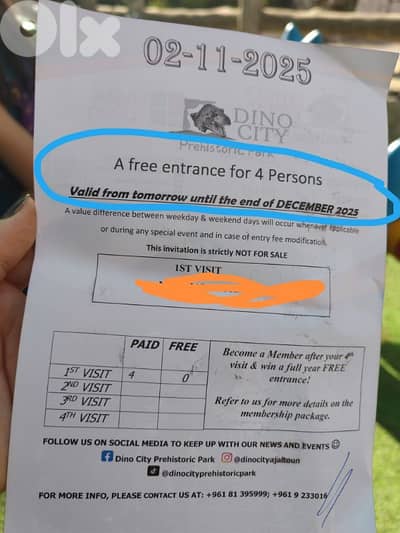 Olx
02-11-2025
DINO
CITY
Prehistoric Park
A free entrance for 4 Persons
Valid from tomorrow until the end of DECEMBER 2025
A value difference between weekday & weekend days will occur whenever applicable
or during any special event and in case of entry fee modification.
This invitation is strictly NOT FOR SALE
1ST VISIT
PAID FREE
1ST VISIT 4 0
2ND VISIT
3RD VISIT
4TH VISIT
Become a Member after your 4th
visit & win a full year FREE
entrance!
Refer to us for more details on the
membership package.
FOLLOW US ON SOCIAL MEDIA TO KEEP UP WITH OUR NEWS AND EVENTS ☺
Dino City Prehistoric Park @dinocityajaltoun
@dinocityprehistoricpark
FOR MORE INFO, PLEASE CONTACT US AT: +961 81 395999; +961 9 233016